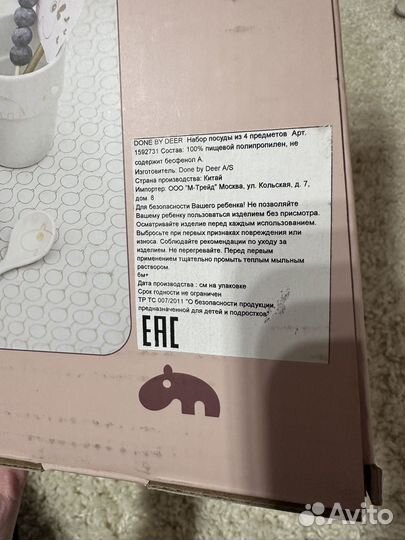 DONE BY DEER Набор посуды из 4 предметов Арт.
1592731 Состав: 100% пищевой полипропилен, не
содержит бесфенол А.
Изготовитель: Done by Deer A/S
Страна производства: Китай
Импортер: ООО "М-Трейд" Москва, ул. Кольская, д. 7,
дом. 8
Для безопасности Вашего ребенка! Не позволяйте
Вашему ребенку пользоваться изделием без присмотра.
Осматривайте изделие перед каждым использованием.
Выбросьте при первых признаках повреждения или
износа. Соблюдайте рекомендации по уходу за
изделием. Не перегревайте. Перед первым
применением тщательно промыть теплым мыльным
раствором.
6м+
Дата производства : см на упаковке
Срок годности не ограничен
ТР ТС 007/2011 "О безопасности продукции,
предназначенной для детей и подростков"
EAC
Avito